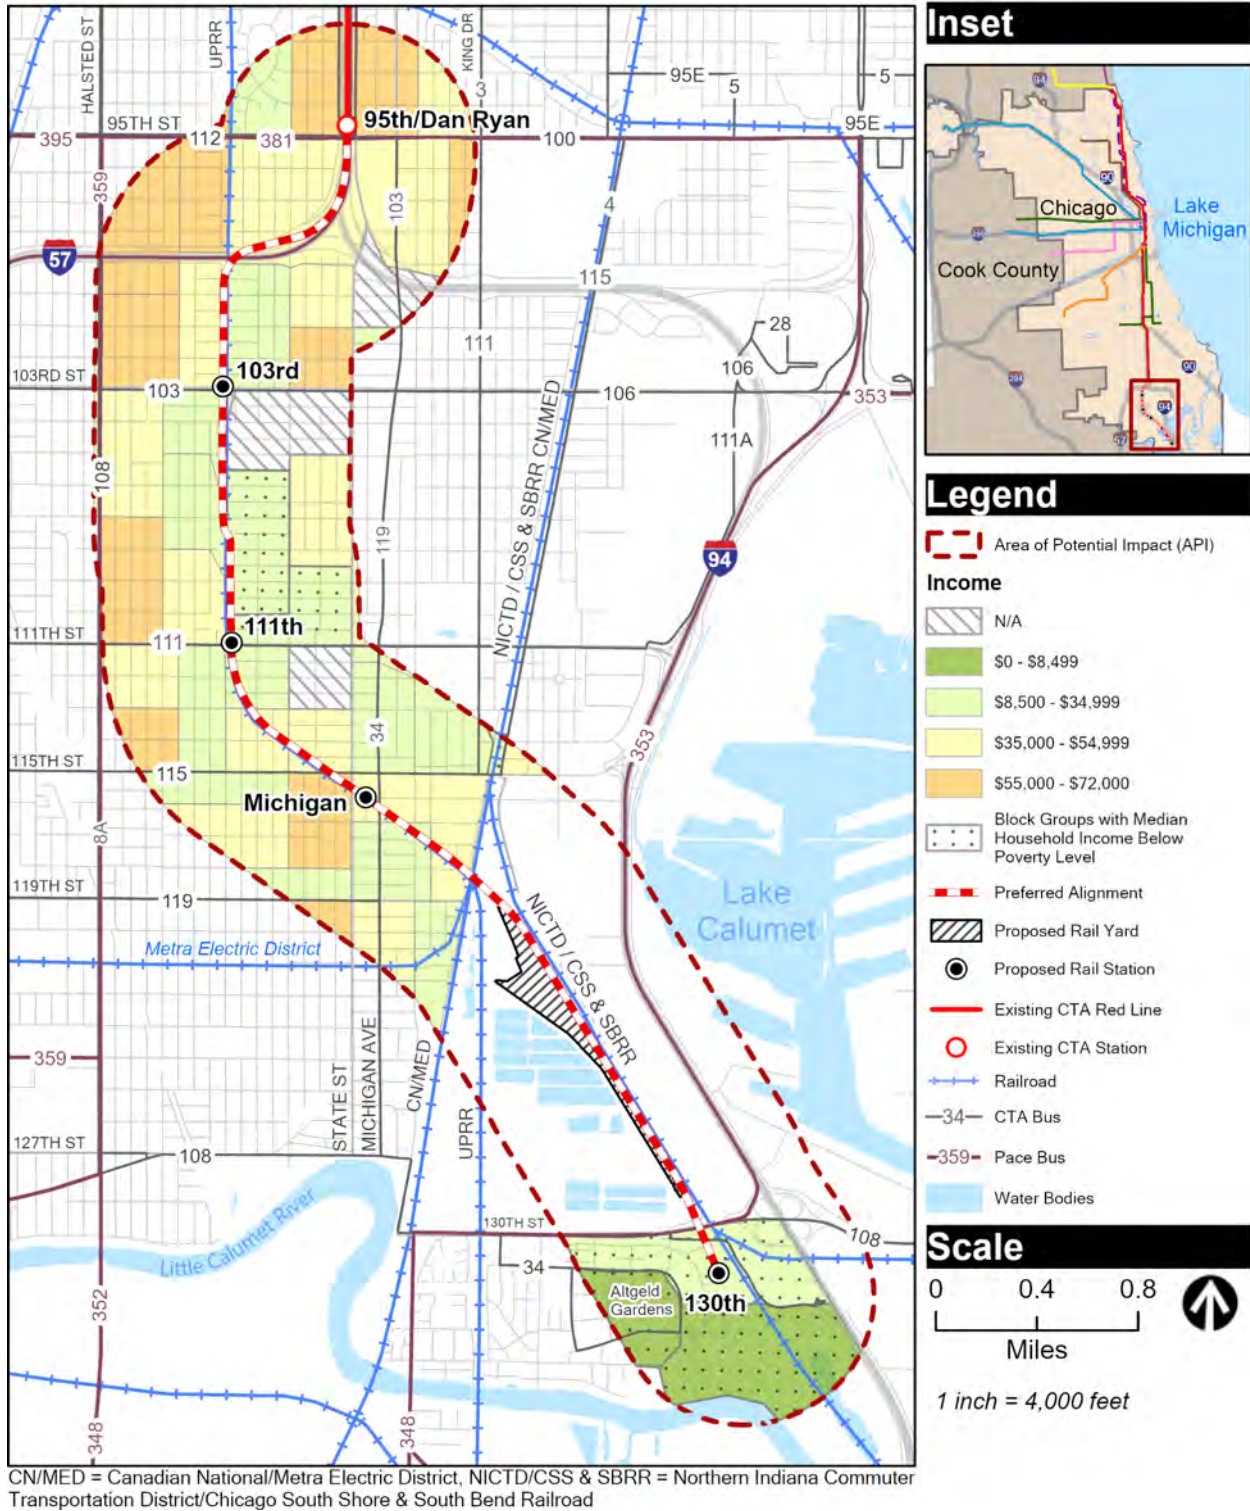 HALSTED ST
UPRR
KING DR
3
95E
5
5
95TH ST
395
112
381
95th/Dan Ryan
100
95E
359
103
4
57
115
28
111
106
103RD ST
103
103rd
106
353
111A
108
NICTD / CSS & SBRR CN/MED
119
94
111TH ST
111
111th
34
353
115TH ST
115
Michigan
8A
119TH ST
119
Lake
Calumet
Metra Electric District
NICTD / CSS & SBRR
359
STATE ST
MICHIGAN AVE
CN/MED
UPRR
127TH ST
108
Little Calumet River
130TH ST
108
34
Altgeld
Gardens
130th
352
348
348
CN/MED = Canadian National/Metra Electric District, NICTD/CSS & SBRR = Northern Indiana Commuter
Transportation District/Chicago South Shore & South Bend Railroad
Inset
94
90
Chicago
Lake
Michigan
Cook County
90
294
94
57
Legend
Area of Potential Impact (API)
Income
N/A
$0 - $8,499
$8,500 - $34,999
$35,000 - $54,999
$55,000 - $72,000
Block Groups with Median
Household Income Below
Poverty Level
Preferred Alignment
Proposed Rail Yard
Proposed Rail Station
Existing CTA Red Line
Existing CTA Station
Railroad
34 CTA Bus
359 Pace Bus
Water Bodies
Scale
0 0.4 0.8
Miles
1 inch = 4,000 feet